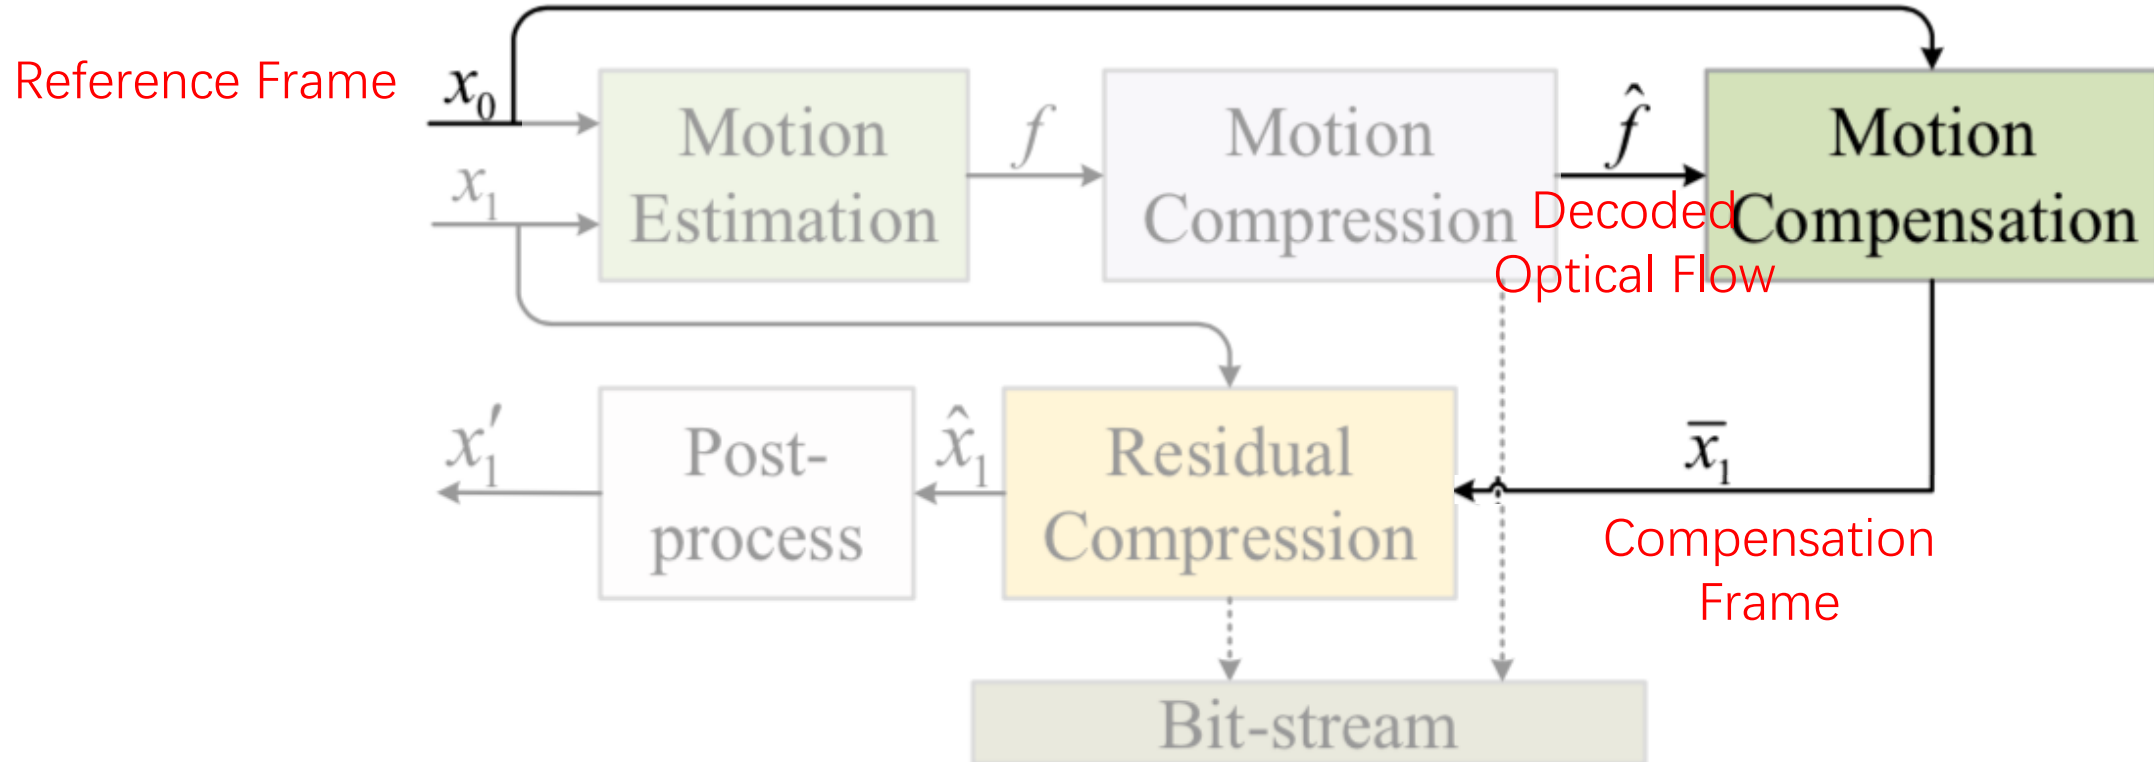 Reference Frame
x₀
x₁
Motion
Estimation
f
Motion
Compression
f̂
Decoded
Optical Flow
Motion
Compensation
x₁′
Post-
process
x̂₁
Residual
Compression
x̄₁
Compensation
Frame
Bit-stream